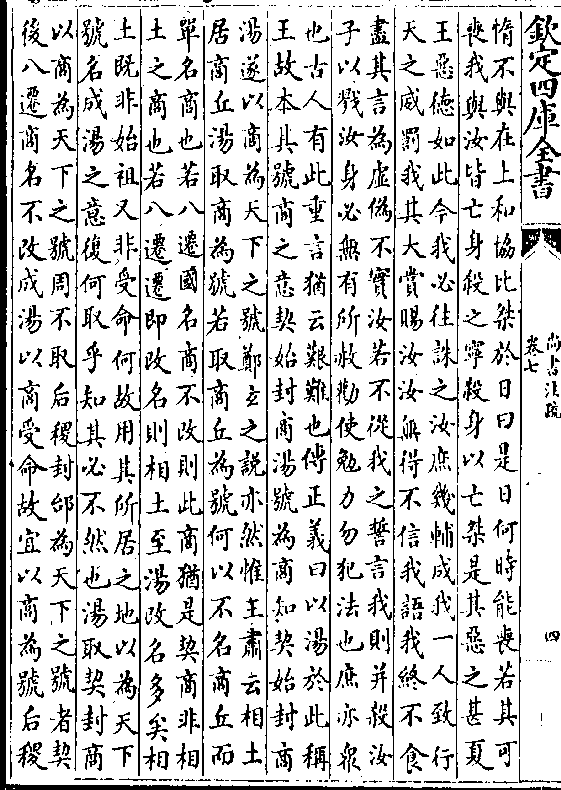 欽定四庫全書
尚書注疏
卷七
四
惰不與在上和協比桀於日曰是日何時能喪若其可
喪我與汝皆亡身殺之寧殺身以亡桀是其惡之甚夏
王惡德如此今我必往誅之汝庶幾輔成我一人致行
天之威罰我其大賞賜汝汝無得不信我語我終不食
盡其言為虛偽不實汝若不從我之誓言我則并殺汝
子以戮汝身必無有所赦勸使勉力勿犯法也庶亦衆
也古人有此重言猶云艱難也傳正義曰以湯於此稱
王故本其號商之意契始封商湯號為商知契始封商
湯遂以商為天下之號鄭玄之說亦然惟王肅云相土
居商丘湯取商為號若取商丘為號何以不名商丘而
單名商也若八遷國名商不改則此商猶是契商非相
土之商也若八遷遷即改名則相土至湯改名多矣相
土既非始祖又非受命何故用其所居之地以為天下
號名成湯之意復何取乎知其必不然也湯取契封商
以商為天下之號周不取后稷封邰為天下之號者契
後八遷商名不改成湯以商受命故宜以商為號后稷